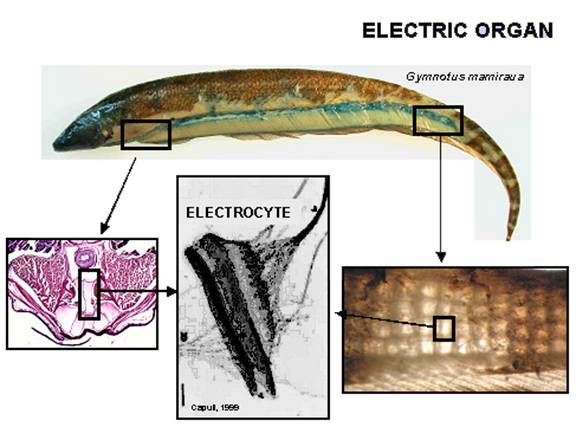 ELECTRIC ORGAN
Gymnotus mamiraua
ELECTROCYTE
Caputi, 1999